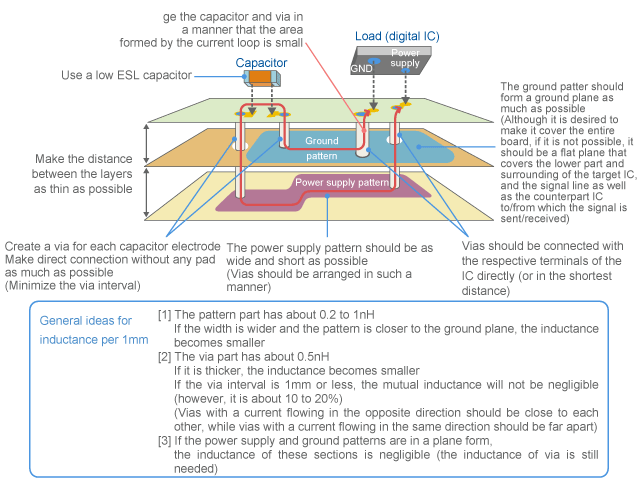 ge the capacitor and via in
a manner that the area
formed by the current loop is small
Load (digital IC)
Power
supply
GND
Capacitor
Use a low ESL capacitor
The ground patter should
form a ground plane as
much as possible
(Although it is desired to
make it cover the entire
board, if it is not possible, it
should be a flat plane that
covers the lower part and
surrounding of the target IC,
and the signal line as well
as the counterpart IC
to/from which the signal is
sent/received)
Ground
pattern
Make the distance
between the layers
as thin as possible
Power supply pattern
Create a via for each capacitor electrode
Make direct connection without any pad
as much as possible
(Minimize the via interval)
The power supply pattern should be as
wide and short as possible
(Vias should be arranged in such a
manner)
Vias should be connected with
the respective terminals of the
IC directly (or in the shortest
distance)
General ideas for
inductance per 1mm
[1] The pattern part has about 0.2 to 1nH
If the width is wider and the pattern is closer to the ground plane, the inductance
becomes smaller
[2] The via part has about 0.5nH
If it is thicker, the inductance becomes smaller
If the via interval is 1mm or less, the mutual inductance will not be negligible
(however, it is about 10 to 20%)
(Vias with a current flowing in the opposite direction should be close to each
other, while vias with a current flowing in the same direction should be far apart)
[3] If the power supply and ground patterns are in a plane form,
the inductance of these sections is negligible (the inductance of via is still
needed)